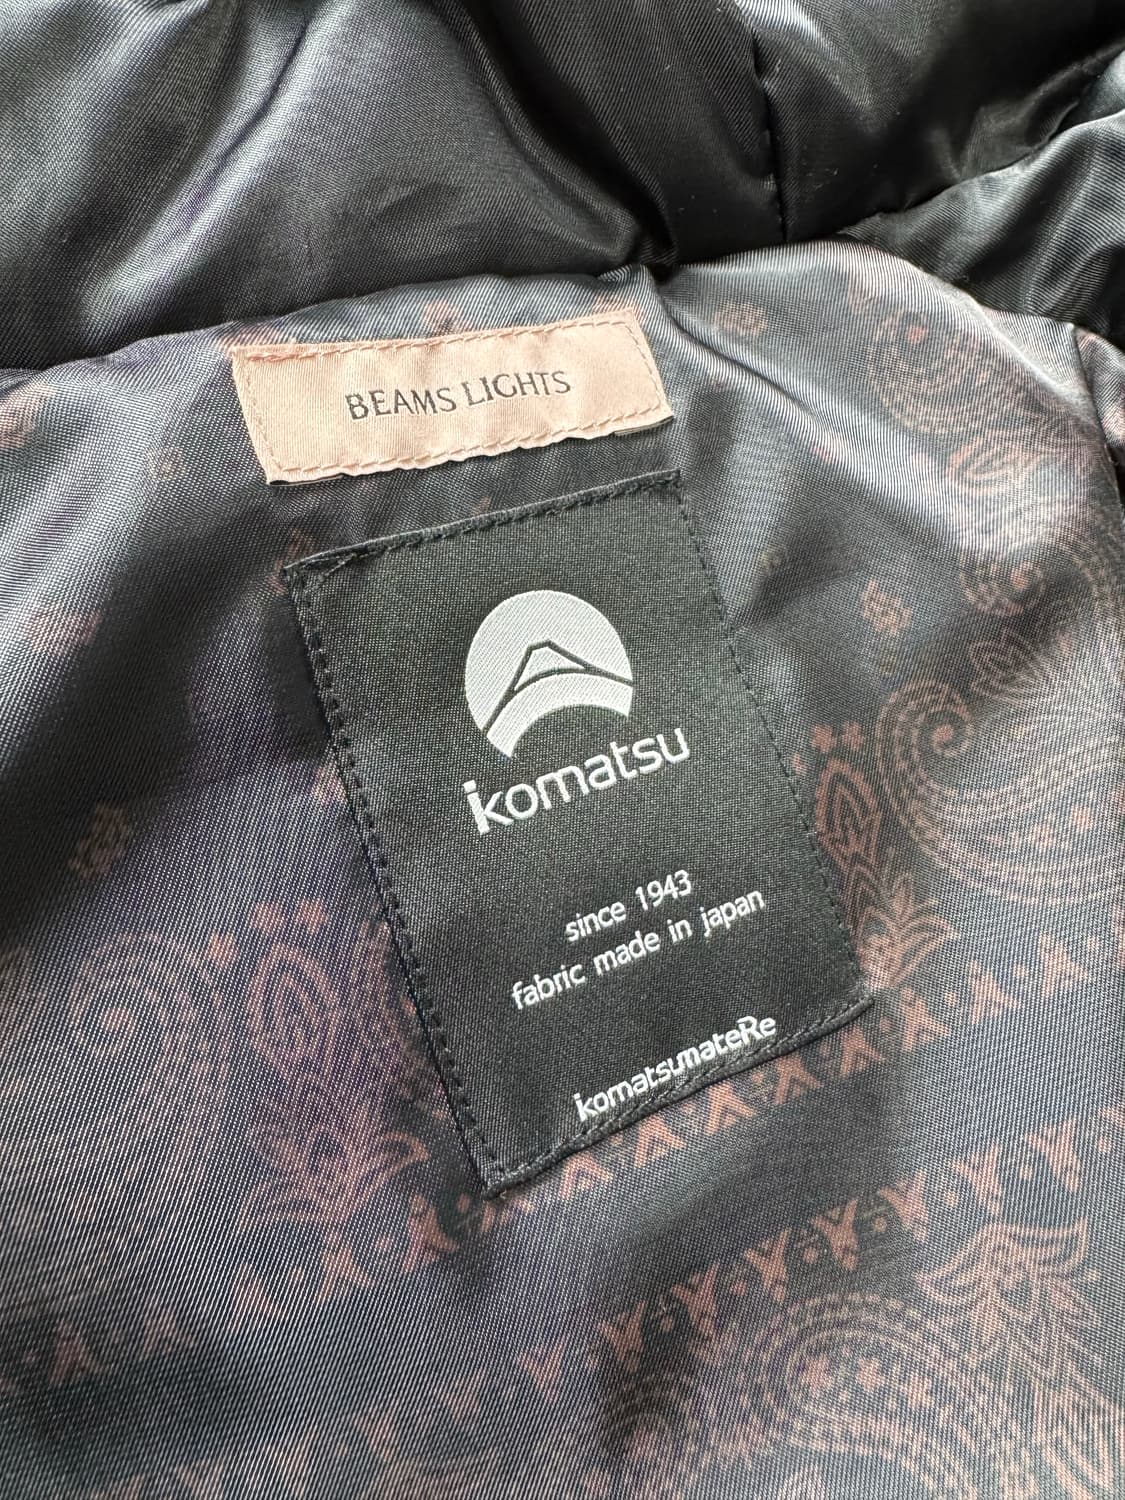 BEAMS LIGHTS
komatsu
since 1943
fabric made in japan
komatsumateRe